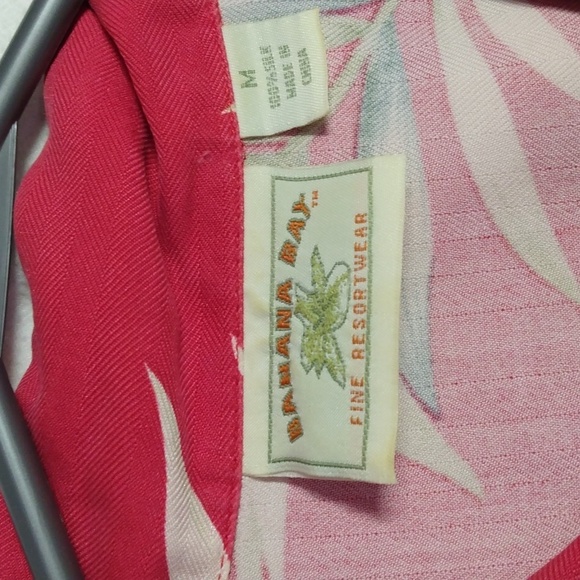 M
100% SILK
MADE IN
CHINA
BANANA BAY™
FINE RESORTWEAR